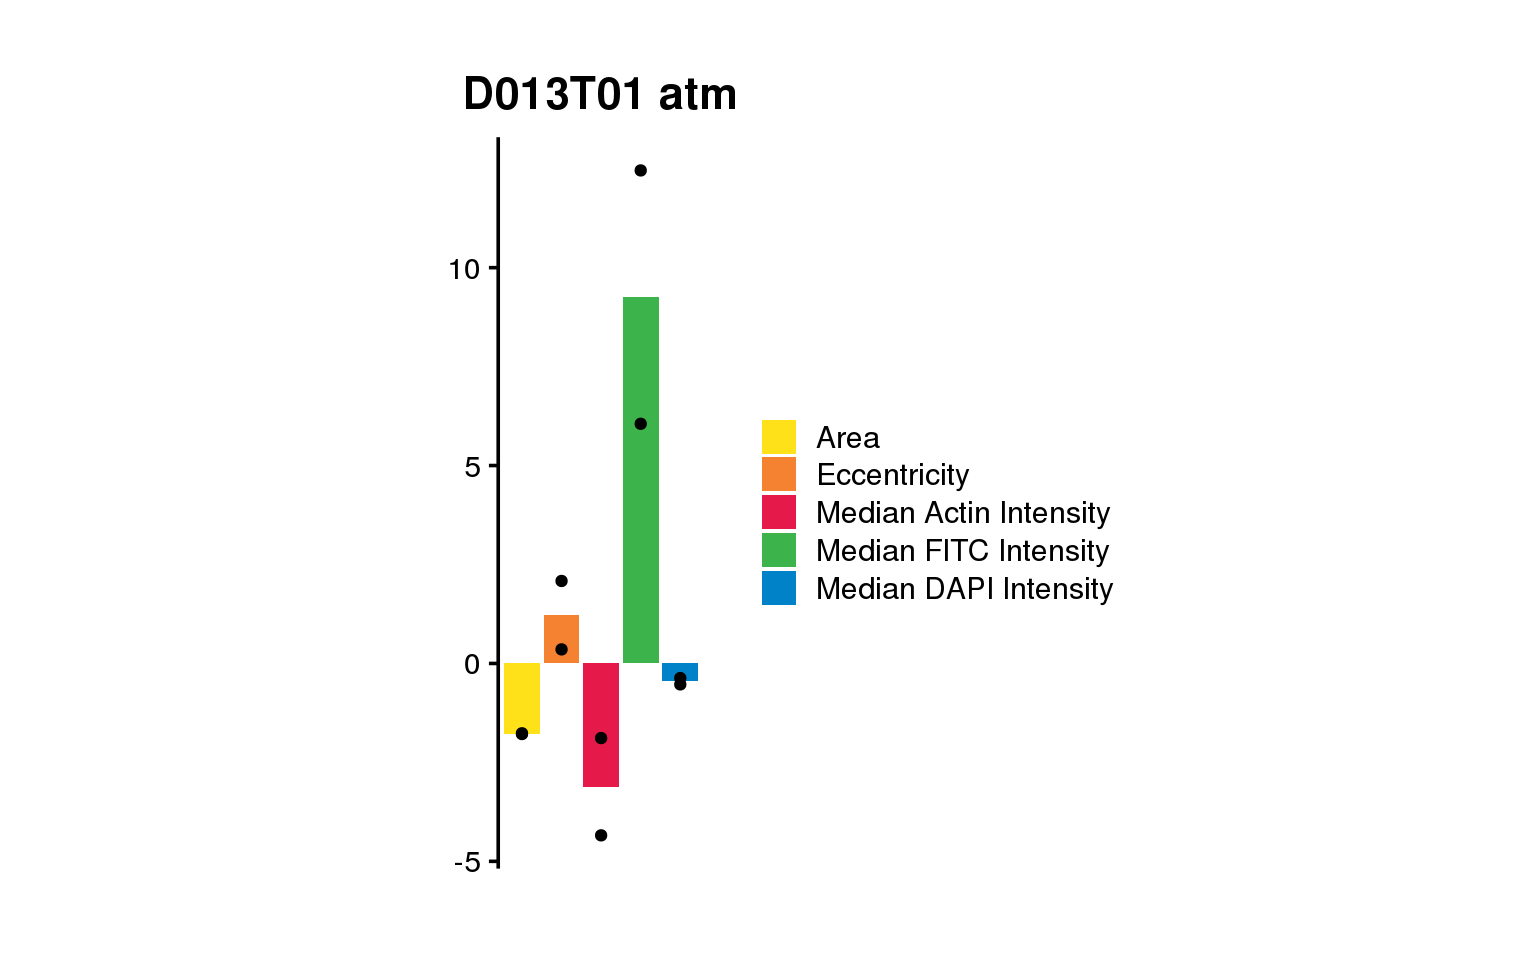 D013T01 atm
10
5
0
-5
Area
Eccentricity
Median Actin Intensity
Median FITC Intensity
Median DAPI Intensity